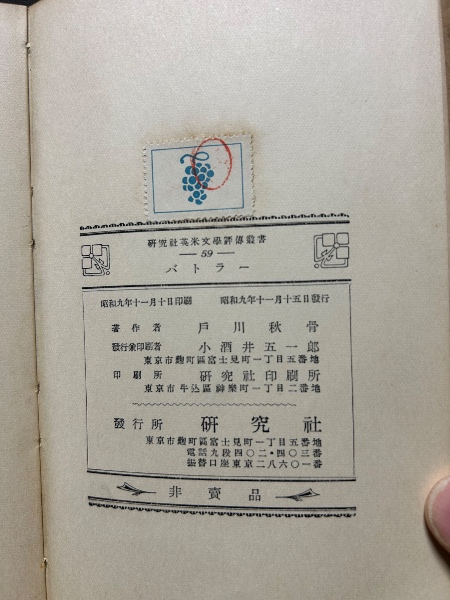 研究社英米文學評傳叢書
— 59 —
バトラー
昭和九年十一月十日印刷 昭和九年十一月十五日發行
著作者 戸川秋骨
發行兼印刷者 小酒井五一郎
東京市麴町區富士見町一丁目五番地
印刷所 研究社印刷所
東京市牛込區神樂町一丁目二番地
發行所 研究社
東京市麴町區富士見町一丁目五番地
電話九段四〇二・四〇三番
振替口座東京二八六〇一番
非賣品